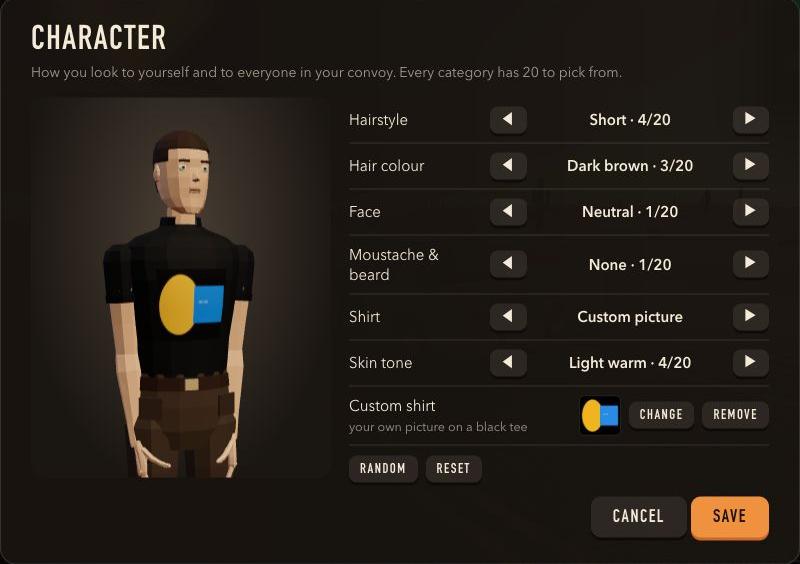 CHARACTER
How you look to yourself and to everyone in your convoy. Every category has 20 to pick from.
Hairstyle
Short · 4/20
Hair colour
Dark brown · 3/20
Face
Neutral · 1/20
Moustache &
beard
None · 1/20
Shirt
Custom picture
Skin tone
Light warm · 4/20
Custom shirt
your own picture on a black tee
CHANGE
REMOVE
RANDOM
RESET
CANCEL
SAVE